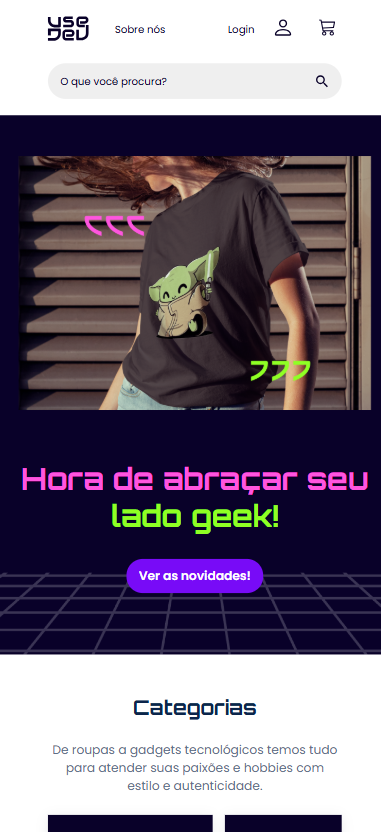 USE
DEV
Sobre nós
Login
O que você procura?
Hora de abraçar seu
lado geek!
Ver as novidades!
Categorias
De roupas a gadgets tecnológicos temos tudo
para atender suas paixões e hobbies com
estilo e autenticidade.